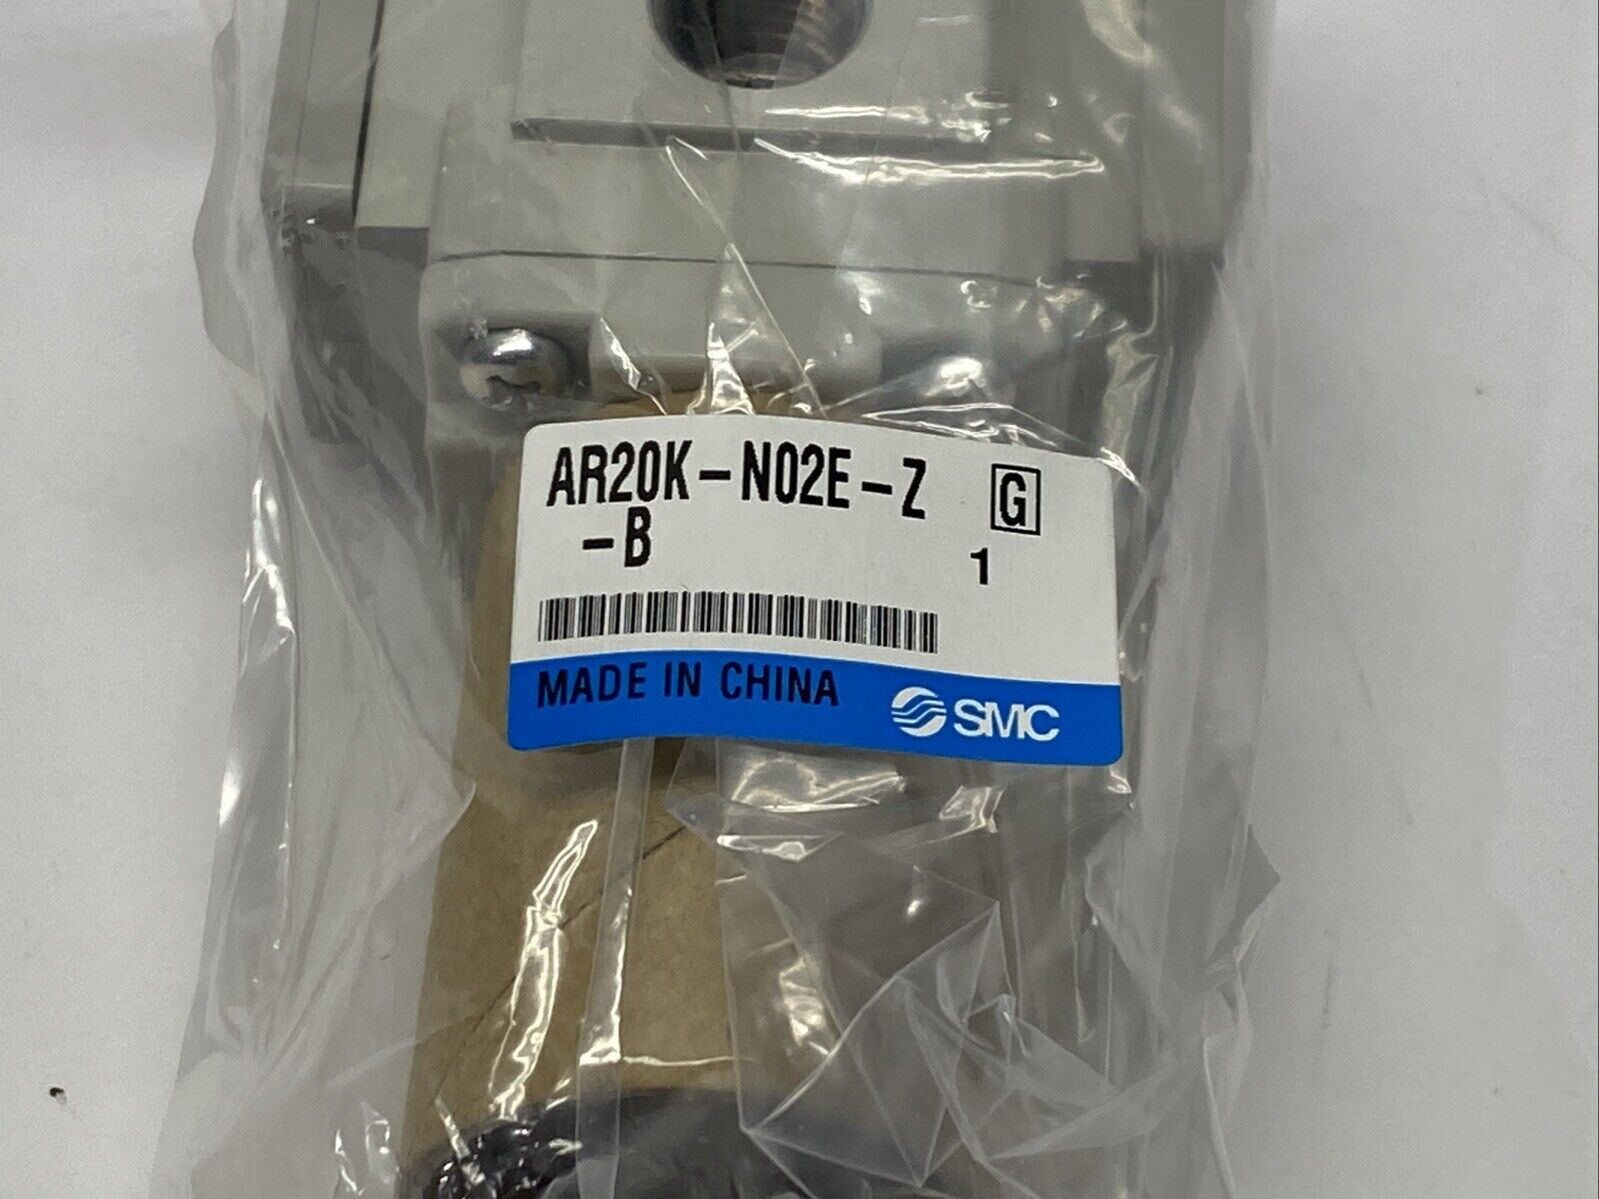 AR20K-N02E-Z G
-B 1
MADE IN CHINA SMC